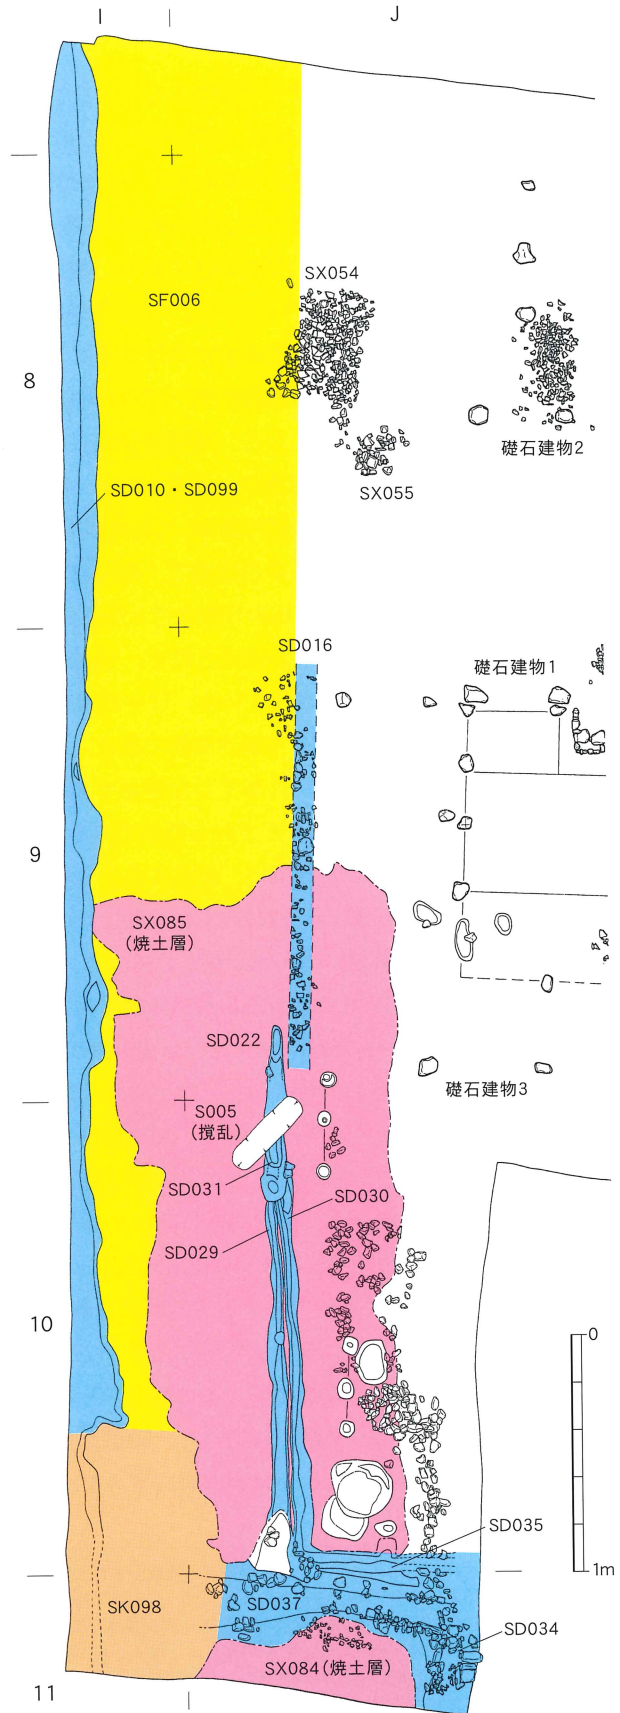 I
J
SX054
SF006
8
礎石建物2
SD010・SD099
SX055
SD016
礎石建物1
9
SX085
(焼土層)
SD022
礎石建物3
S005
(撹乱)
SD031
SD030
SD029
10
0
SD035
1m
SK098
SD037
SD034
SX084(焼土層)
11